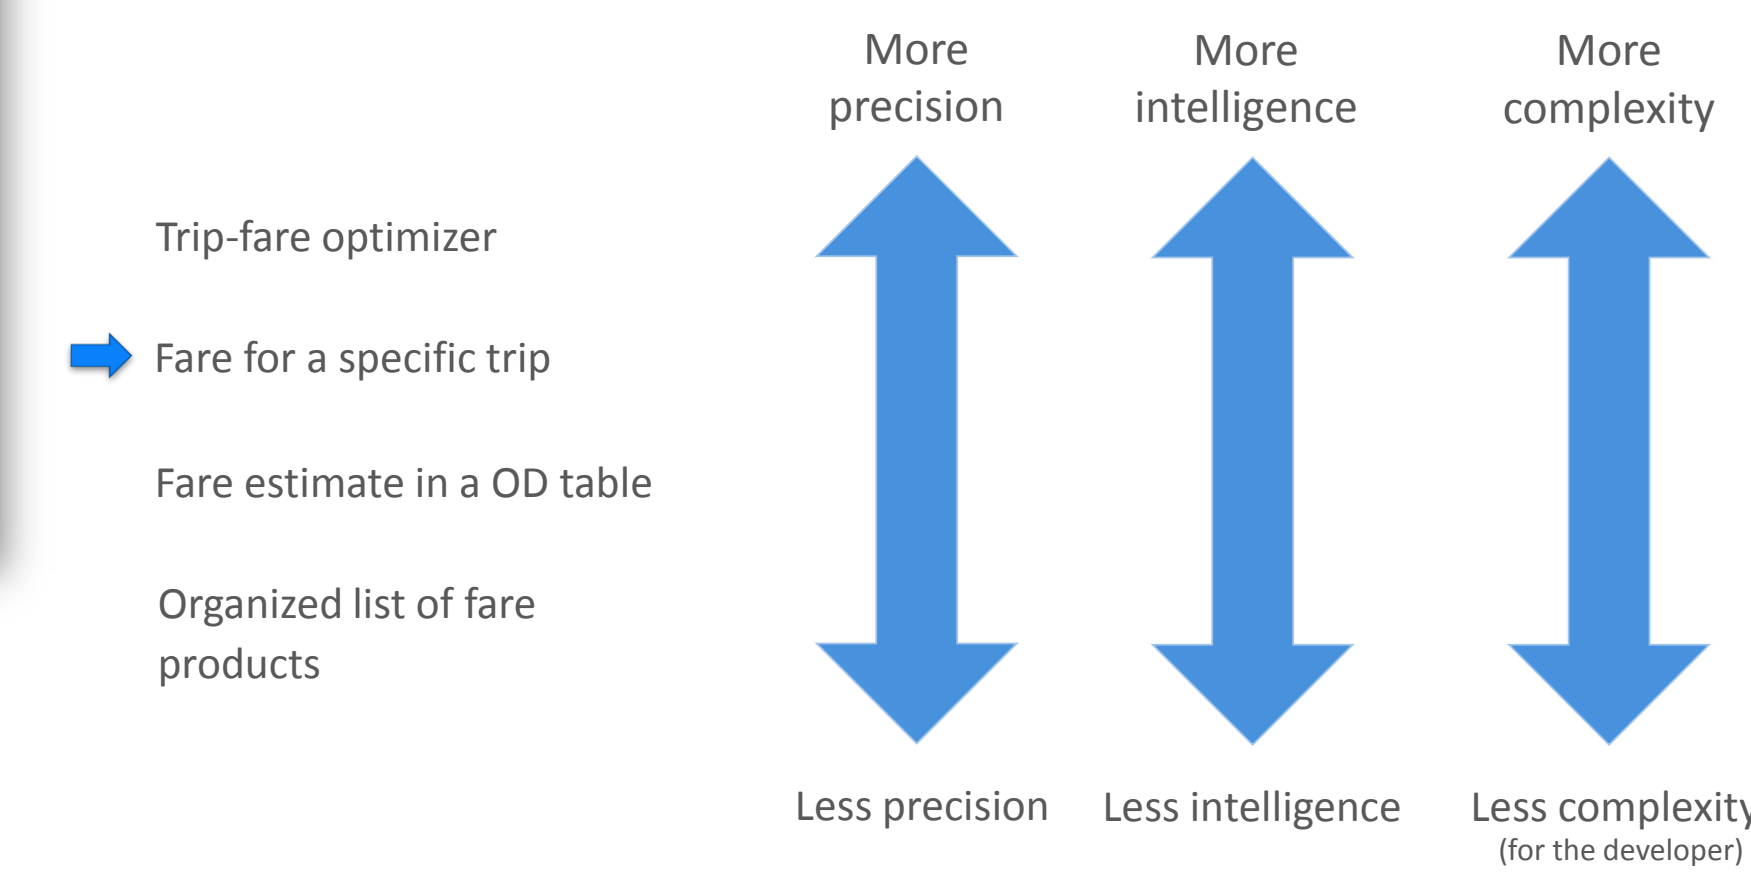 More
precision
More
intelligence
More
complexity
Trip-fare optimizer
Fare for a specific trip
Fare estimate in a OD table
Organized list of fare
products
Less precision
Less intelligence
Less complexity
(for the developer)